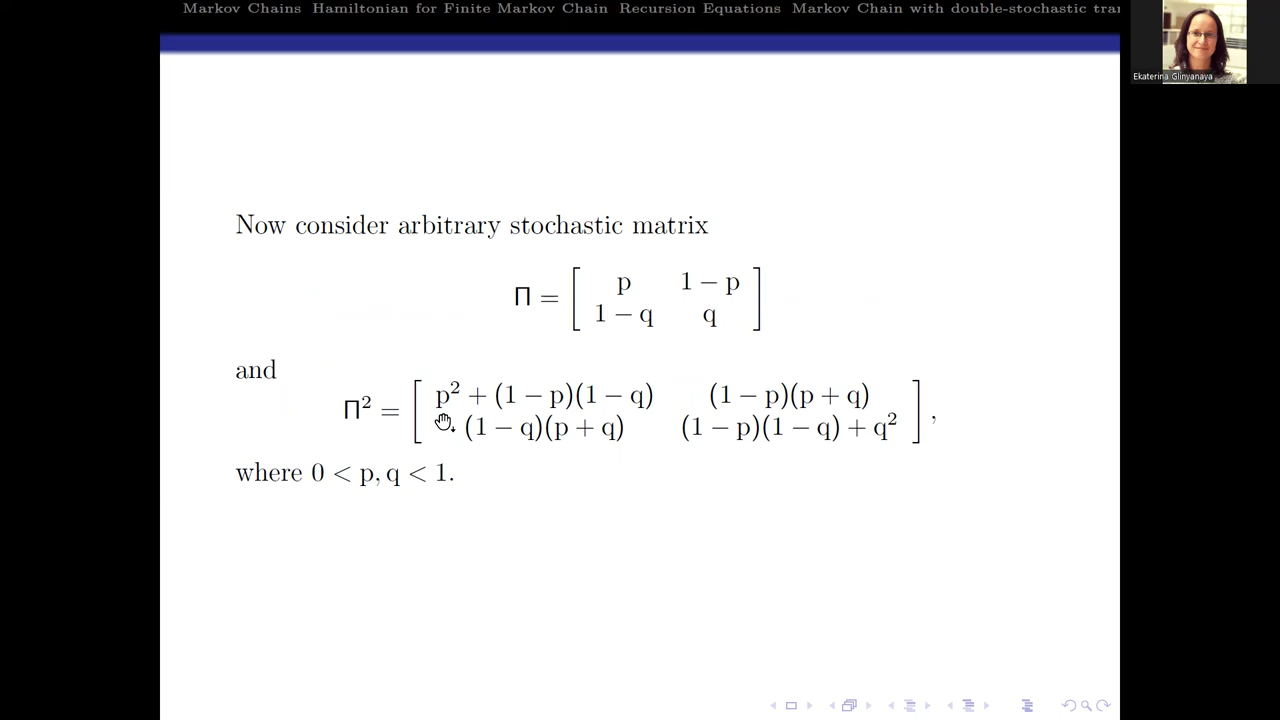 Markov Chains Hamiltonian for Finite Markov Chain Recursion Equations Markov Chain with double-stochastic tran
Ekaterina Glinyanaya
Now consider arbitrary stochastic matrix
Π = [ p 1 − p
1 − q q ]
and
Π² = [ p² + (1 − p)(1 − q) (1 − p)(p + q)
(1 − q)(p + q) (1 − p)(1 − q) + q² ] ,
where 0 < p, q < 1.